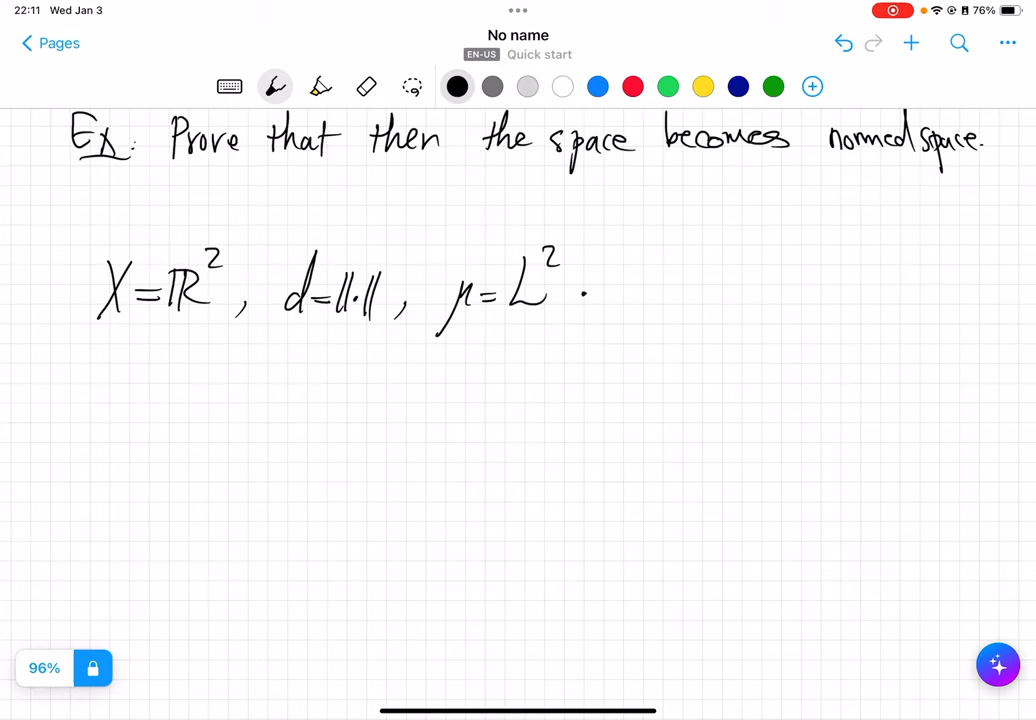 22:11 Wed Jan 3
76%
Pages
No name
EN-US Quick start
Ex: Prove that then the space becomes normed space.
X = ℝ², d = ||·||, μ = L².
96%